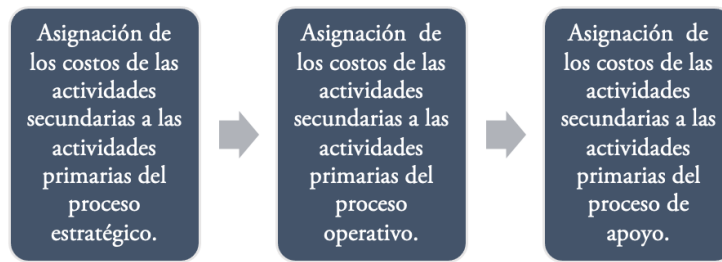 Asignación de
los costos de las
actividades
secundarias a las
actividades
primarias del
proceso
estratégico.
Asignación de
los costos de las
actividades
secundarias a las
actividades
primarias del
proceso
operativo.
Asignación de
los costos de las
actividades
secundarias a las
actividades
primarias del
proceso de
apoyo.